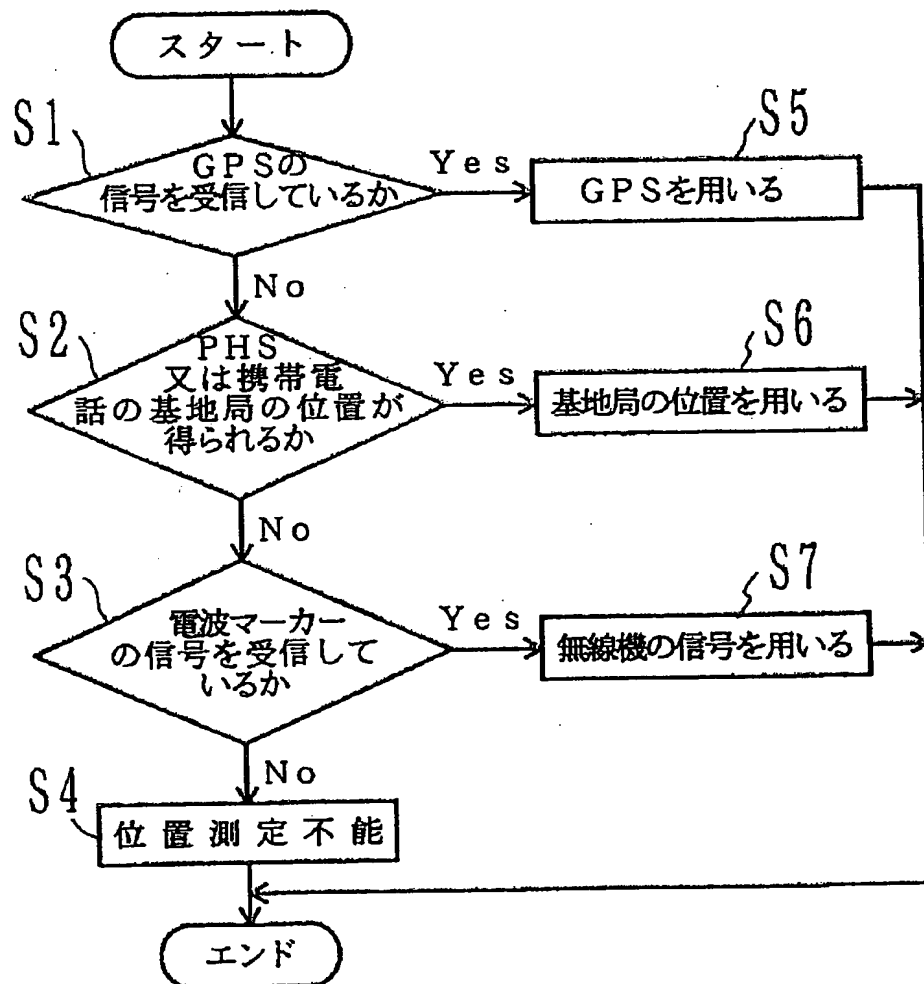 スタート
S1
GPSの
信号を受信しているか
Yes
S5
GPSを用いる
No
S2
PHS
又は携帯電
話の基地局の位置が
得られるか
Yes
S6
基地局の位置を用いる
No
S3
電波マーカー
の信号を受信して
いるか
Yes
S7
無線機の信号を用いる
No
S4
位置測定不能
エンド